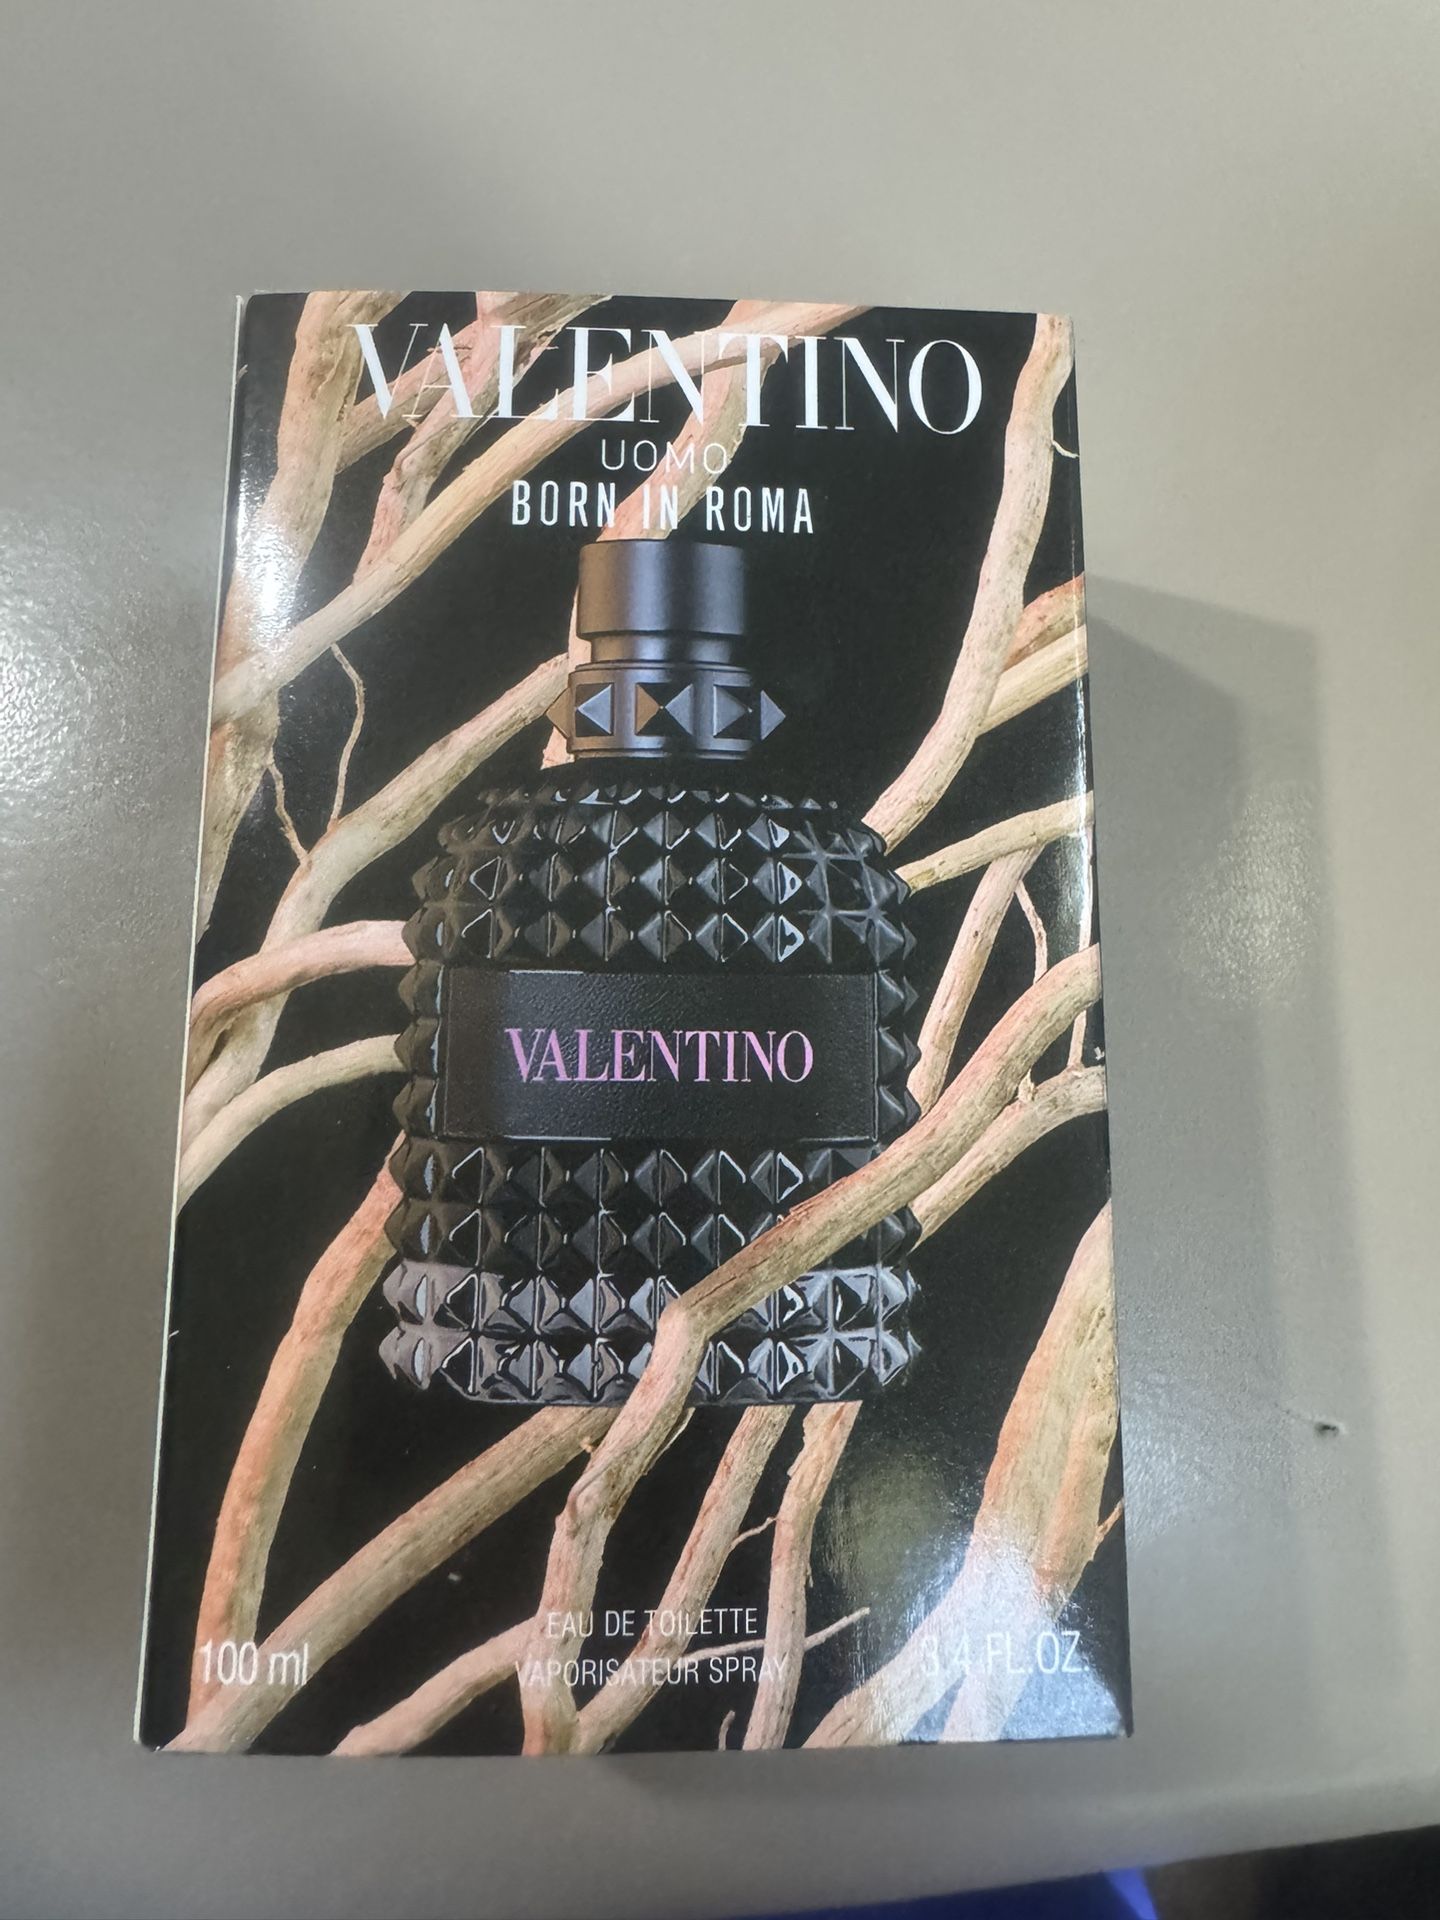 VALENTINO
UOMO
BORN IN ROMA
VALENTINO
EAU DE TOILETTE
100 ml VAPORISATEUR SPRAY 3.4 FL.OZ.